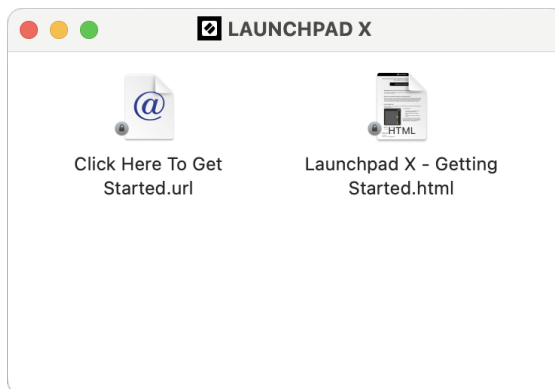 LAUNCHPAD X
@
HTML
Click Here To Get
Started.url
Launchpad X - Getting
Started.html